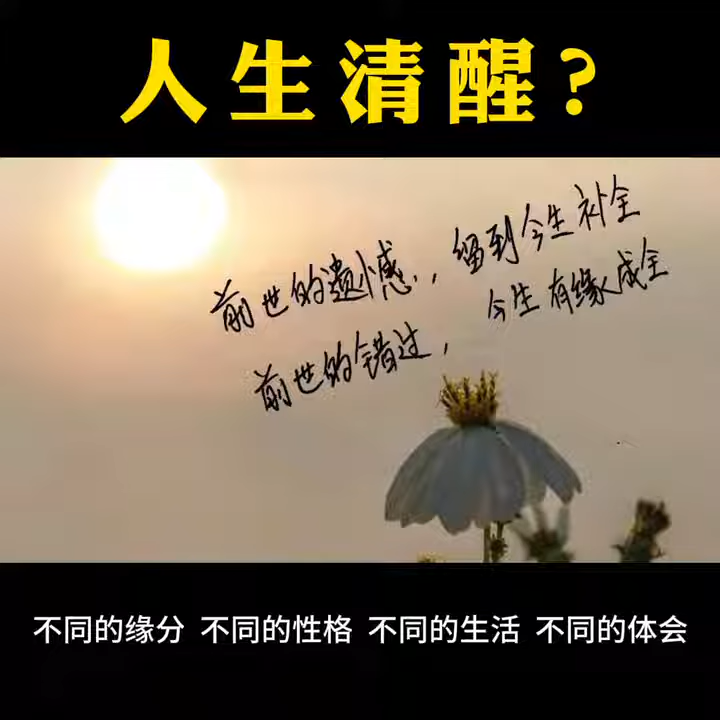 人生清醒?
前世的遗憾,留到今生补全
前世的错过,今生有缘成全
不同的缘分 不同的性格 不同的生活 不同的体会